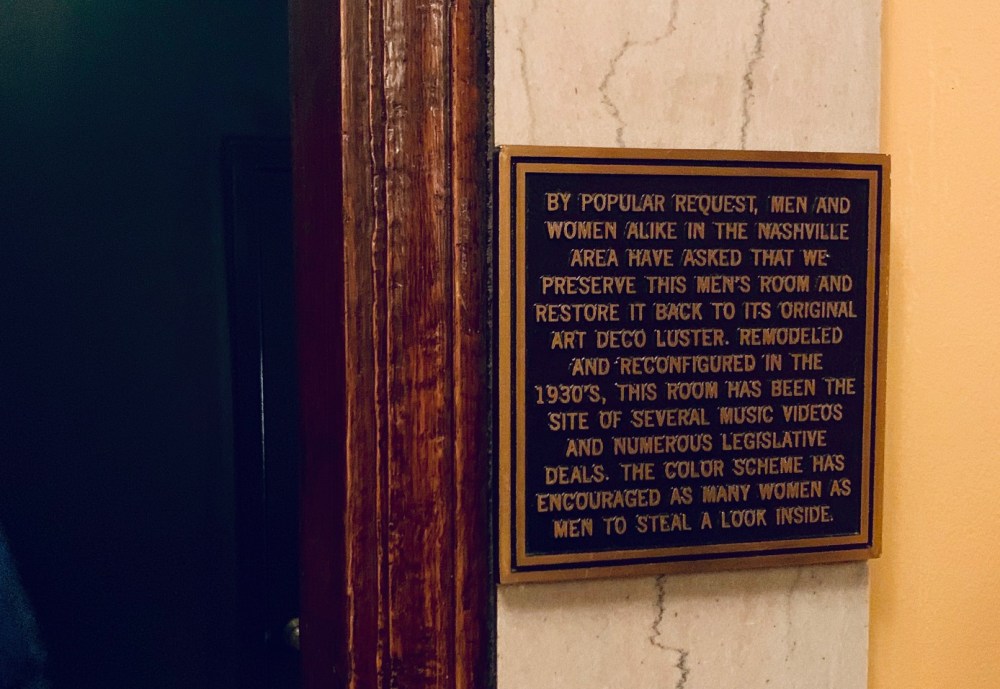 BY POPULAR REQUEST, MEN AND
WOMEN ALIKE IN THE NASHVILLE
AREA HAVE ASKED THAT WE
PRESERVE THIS MEN'S ROOM AND
RESTORE IT BACK TO ITS ORIGINAL
ART DECO LUSTER. REMODELED
AND RECONFIGURED IN THE
1930'S, THIS ROOM HAS BEEN THE
SITE OF SEVERAL MUSIC VIDEOS
AND NUMEROUS LEGISLATIVE
DEALS. THE COLOR SCHEME HAS
ENCOURAGED AS MANY WOMEN AS
MEN TO STEAL A LOOK INSIDE.